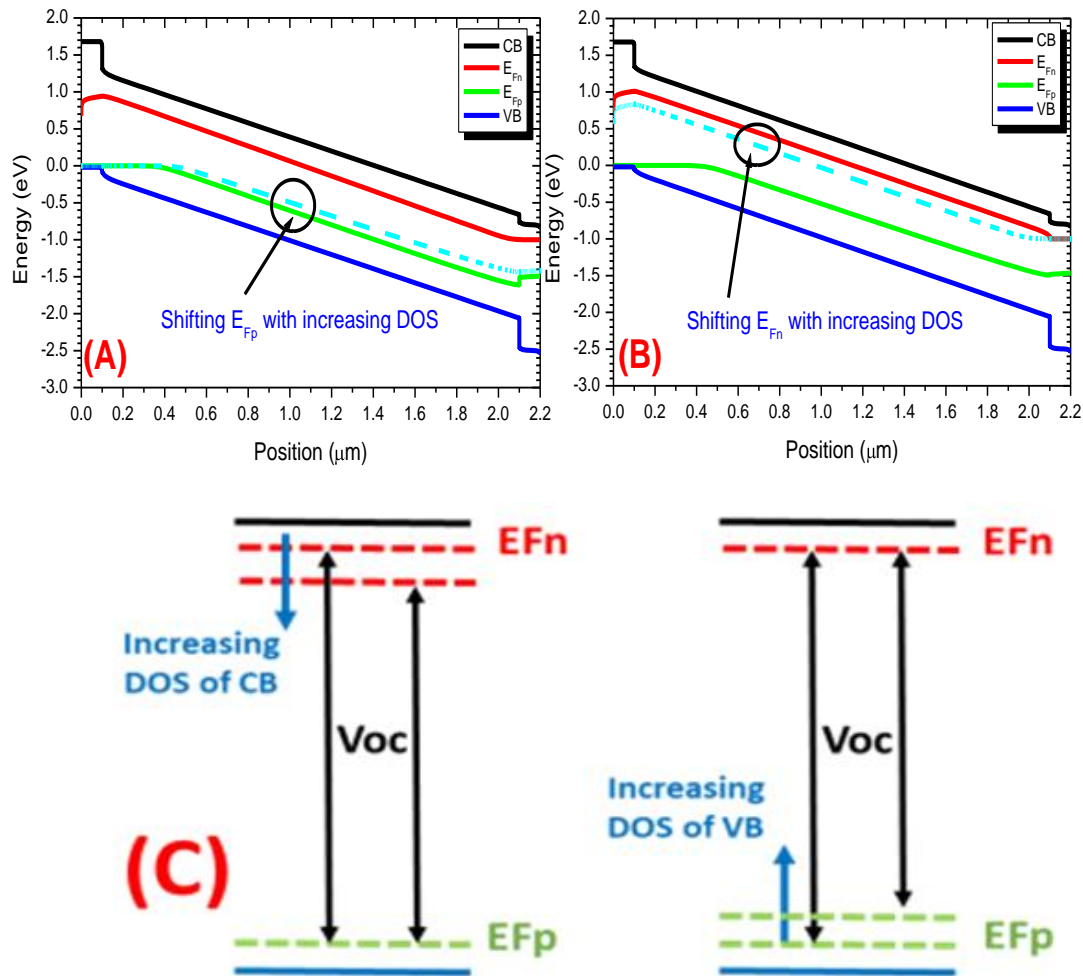 2.0
1.5
1.0
0.5
0.0
-0.5
-1.0
-1.5
-2.0
-2.5
-3.0
Energy (eV)
CB
EFn
EFp
VB
Shifting EFp with increasing DOS
(A)
0.0 0.2 0.4 0.6 0.8 1.0 1.2 1.4 1.6 1.8 2.0 2.2
Position (μm)
2.0
1.5
1.0
0.5
0.0
-0.5
-1.0
-1.5
-2.0
-2.5
-3.0
Energy (eV)
CB
EFn
EFp
VB
Shifting EFn with increasing DOS
(B)
0.0 0.2 0.4 0.6 0.8 1.0 1.2 1.4 1.6 1.8 2.0 2.2
Position (μm)
EFn
Increasing
DOS of CB
Voc
(C)
EFp
EFn
Voc
Increasing
DOS of VB
EFp